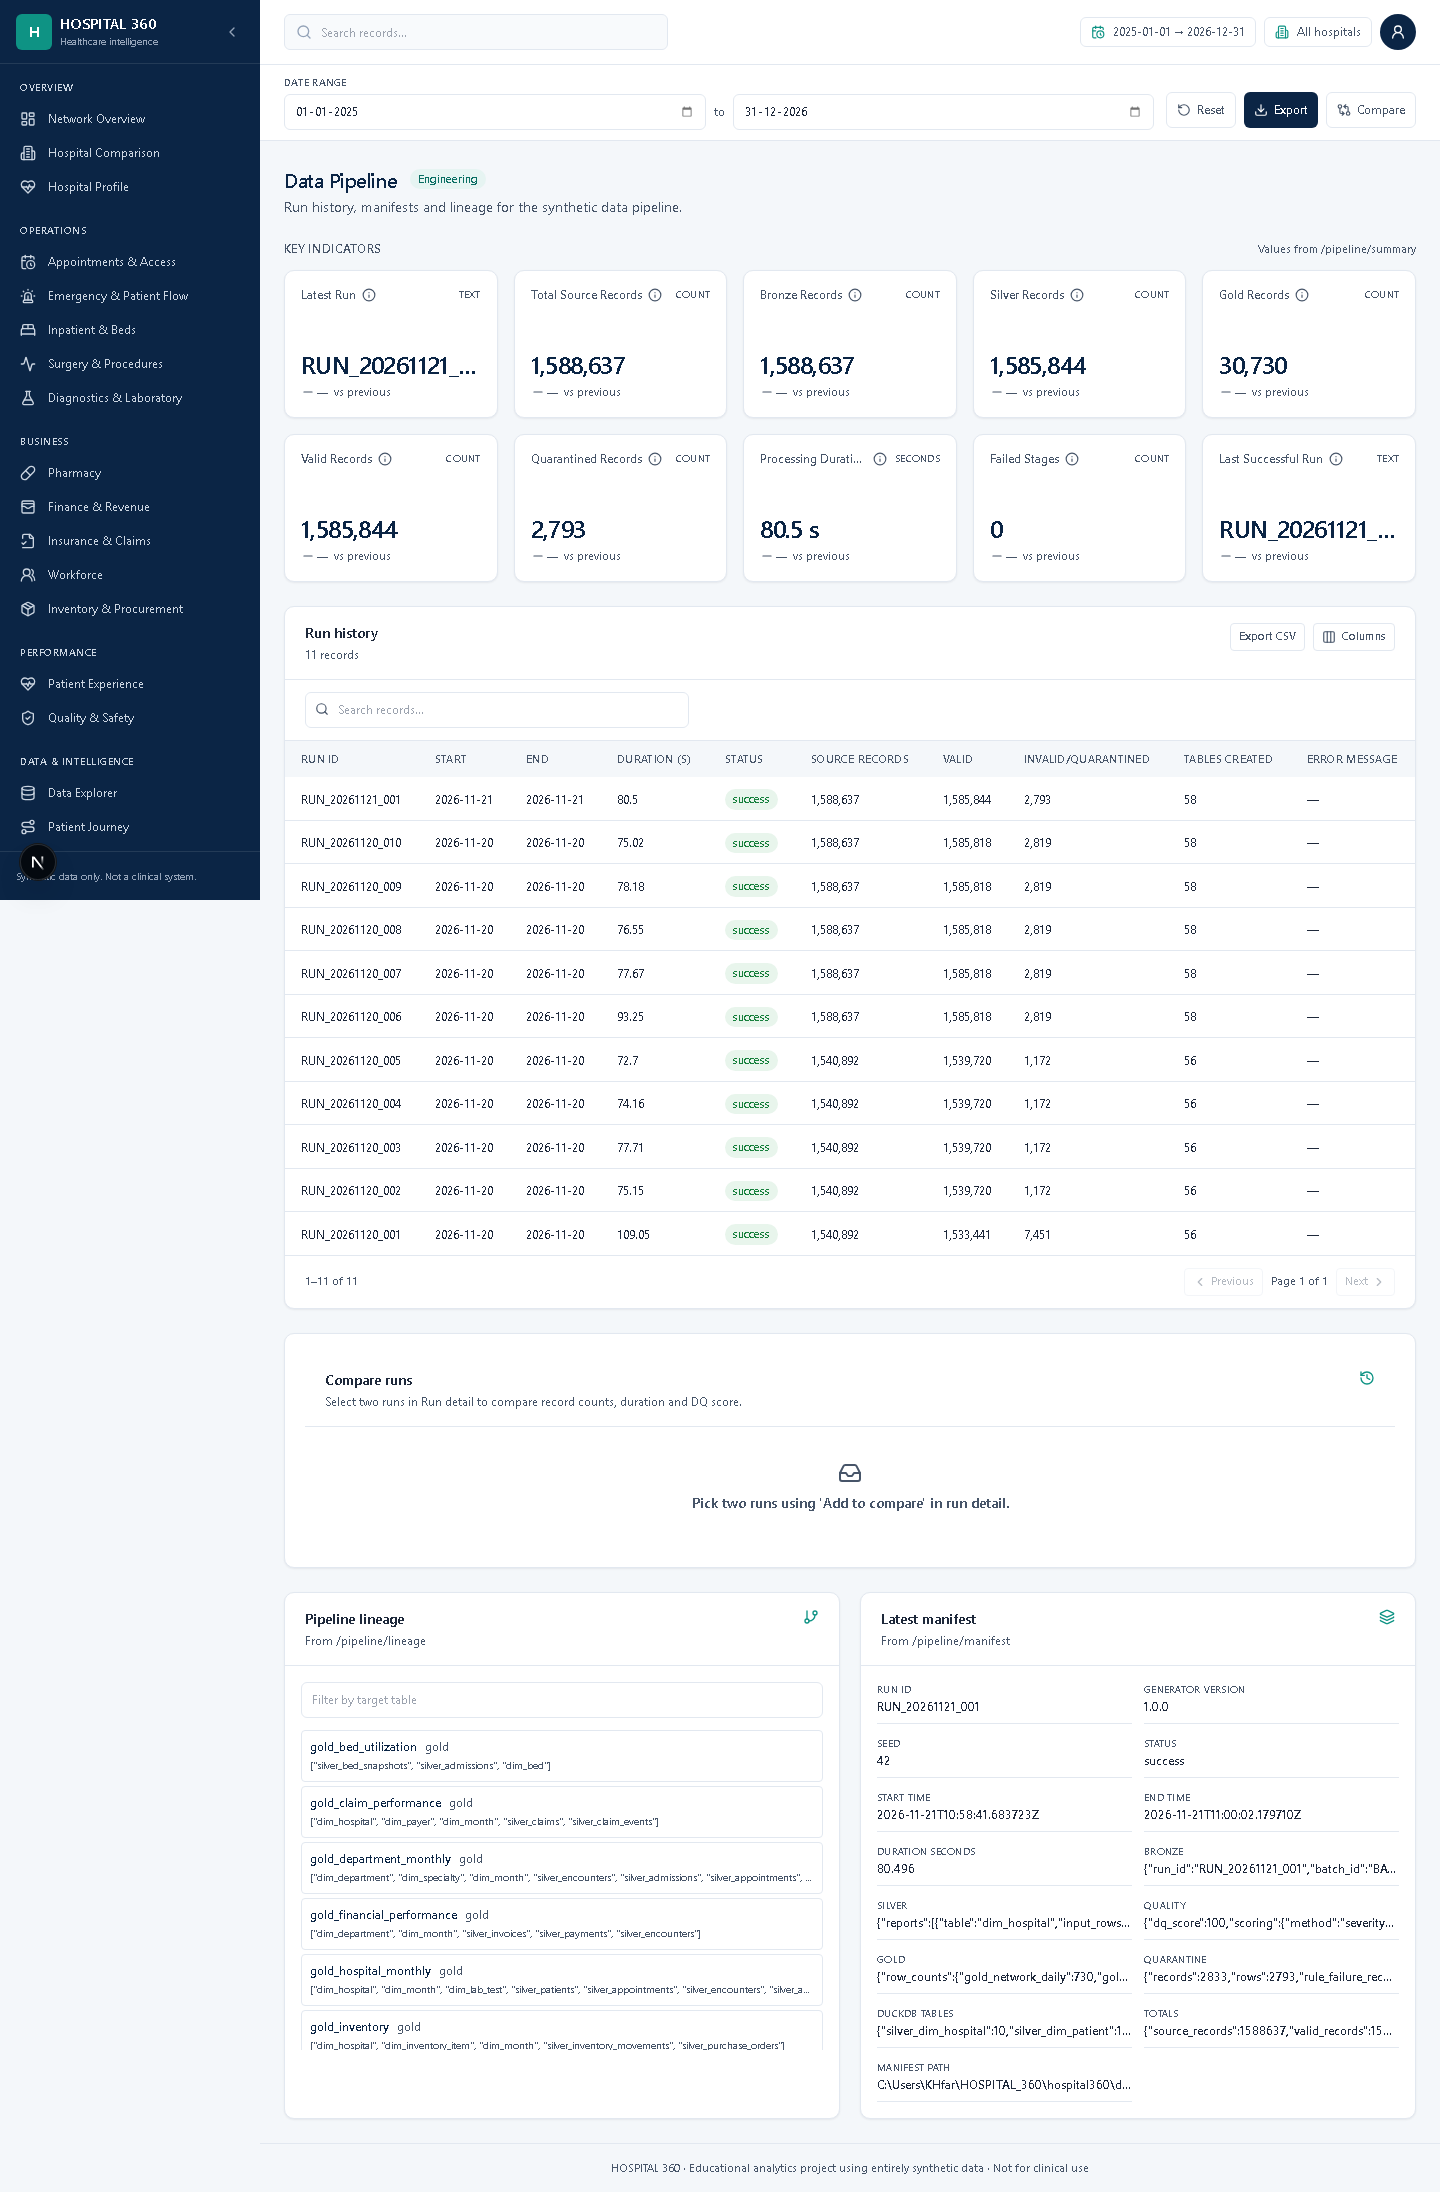 H
HOSPITAL 360
Healthcare intelligence
OVERVIEW
Network Overview
Hospital Comparison
Hospital Profile
OPERATIONS
Appointments & Access
Emergency & Patient Flow
Inpatient & Beds
Surgery & Procedures
Diagnostics & Laboratory
BUSINESS
Pharmacy
Finance & Revenue
Insurance & Claims
Workforce
Inventory & Procurement
PERFORMANCE
Patient Experience
Quality & Safety
DATA & INTELLIGENCE
Data Explorer
Patient Journey
N
data only. Not a clinical system.
Search records...
2025-01-01 → 2026-12-31
All hospitals
DATE RANGE
01-01-2025 to 31-12-2026
Reset Export Compare
Data Pipeline Engineering
Run history, manifests and lineage for the synthetic data pipeline.
KEY INDICATORS Values from /pipeline/summary
Latest Run TEXT
RUN_20261121_...
— — vs previous
Total Source Records COUNT
1,588,637
— — vs previous
Bronze Records COUNT
1,588,637
— — vs previous
Silver Records COUNT
1,585,844
— — vs previous
Gold Records COUNT
30,730
— — vs previous
Valid Records COUNT
1,585,844
— — vs previous
Quarantined Records COUNT
2,793
— — vs previous
Processing Durati... SECONDS
80.5 s
— — vs previous
Failed Stages COUNT
0
— — vs previous
Last Successful Run TEXT
RUN_20261121_...
— — vs previous
Run history
11 records
Export CSV Columns
Search records...
RUN ID START END DURATION (S) STATUS SOURCE RECORDS VALID INVALID/QUARANTINED TABLES CREATED ERROR MESSAGE
RUN_20261121_001 2026-11-21 2026-11-21 80.5 success 1,588,637 1,585,844 2,793 58 —
RUN_20261120_010 2026-11-20 2026-11-20 75.02 success 1,588,637 1,585,818 2,819 58 —
RUN_20261120_009 2026-11-20 2026-11-20 78.18 success 1,588,637 1,585,818 2,819 58 —
RUN_20261120_008 2026-11-20 2026-11-20 76.55 success 1,588,637 1,585,818 2,819 58 —
RUN_20261120_007 2026-11-20 2026-11-20 77.67 success 1,588,637 1,585,818 2,819 58 —
RUN_20261120_006 2026-11-20 2026-11-20 93.25 success 1,588,637 1,585,818 2,819 58 —
RUN_20261120_005 2026-11-20 2026-11-20 72.7 success 1,540,892 1,539,720 1,172 56 —
RUN_20261120_004 2026-11-20 2026-11-20 74.16 success 1,540,892 1,539,720 1,172 56 —
RUN_20261120_003 2026-11-20 2026-11-20 77.71 success 1,540,892 1,539,720 1,172 56 —
RUN_20261120_002 2026-11-20 2026-11-20 75.15 success 1,540,892 1,539,720 1,172 56 —
RUN_20261120_001 2026-11-20 2026-11-20 109.05 success 1,540,892 1,533,441 7,451 56 —
1–11 of 11 Previous Page 1 of 1 Next
Compare runs
Select two runs in Run detail to compare record counts, duration and DQ score.
Pick two runs using 'Add to compare' in run detail.
Pipeline lineage
From /pipeline/lineage
Filter by target table
gold_bed_utilization gold
["silver_bed_snapshots", "silver_admissions", "dim_bed"]
gold_claim_performance gold
["dim_hospital", "dim_payer", "dim_month", "silver_claims", "silver_claim_events"]
gold_department_monthly gold
["dim_department", "dim_specialty", "dim_month", "silver_encounters", "silver_admissions", "silver_appointments", ...
gold_financial_performance gold
["dim_department", "dim_month", "silver_invoices", "silver_payments", "silver_encounters"]
gold_hospital_monthly gold
["dim_hospital", "dim_month", "dim_lab_test", "silver_patients", "silver_appointments", "silver_encounters", "silver_a...
gold_inventory gold
["dim_hospital", "dim_inventory_item", "dim_month", "silver_inventory_movements", "silver_purchase_orders"]
Latest manifest
From /pipeline/manifest
RUN ID
RUN_20261121_001
GENERATOR VERSION
1.0.0
SEED
42
STATUS
success
START TIME
2026-11-21T10:58:41.683723Z
END TIME
2026-11-21T11:00:02.179710Z
DURATION SECONDS
80.496
BRONZE
{"run_id":"RUN_20261121_001","batch_id":"BA...
SILVER
{"reports":[{"table":"dim_hospital","input_rows...
QUALITY
{"dq_score":100,"scoring":{"method":"severity...
GOLD
{"row_counts":{"gold_network_daily":730,"gol...
QUARANTINE
{"records":2833,"rows":2793,"rule_failure_rec...
DUCKDB TABLES
{"silver_dim_hospital":10,"silver_dim_patient":1...
TOTALS
{"source_records":1588637,"valid_records":15...
MANIFEST PATH
C:\Users\KHfar\HOSPITAL_360\hospital360\d...
HOSPITAL 360 · Educational analytics project using entirely synthetic data · Not for clinical use